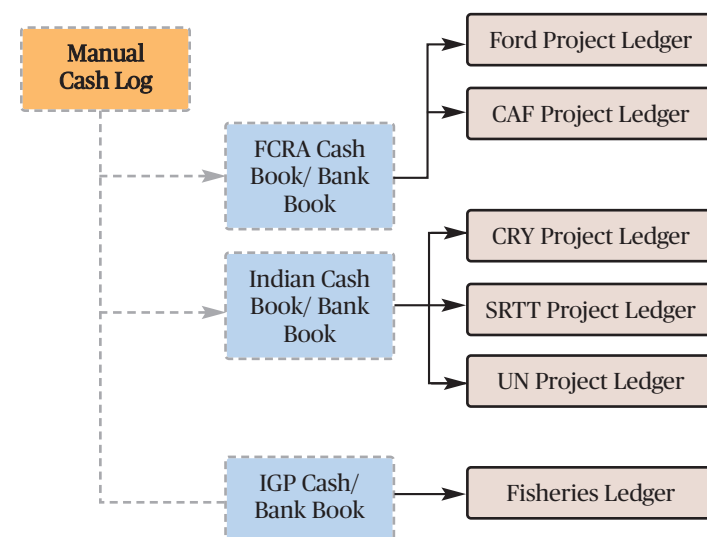 Manual
Cash Log
Ford Project Ledger
CAF Project Ledger
FCRA Cash
Book/ Bank
Book
CRY Project Ledger
Indian Cash
Book/ Bank
Book
SRTT Project Ledger
UN Project Ledger
IGP Cash/
Bank Book
Fisheries Ledger